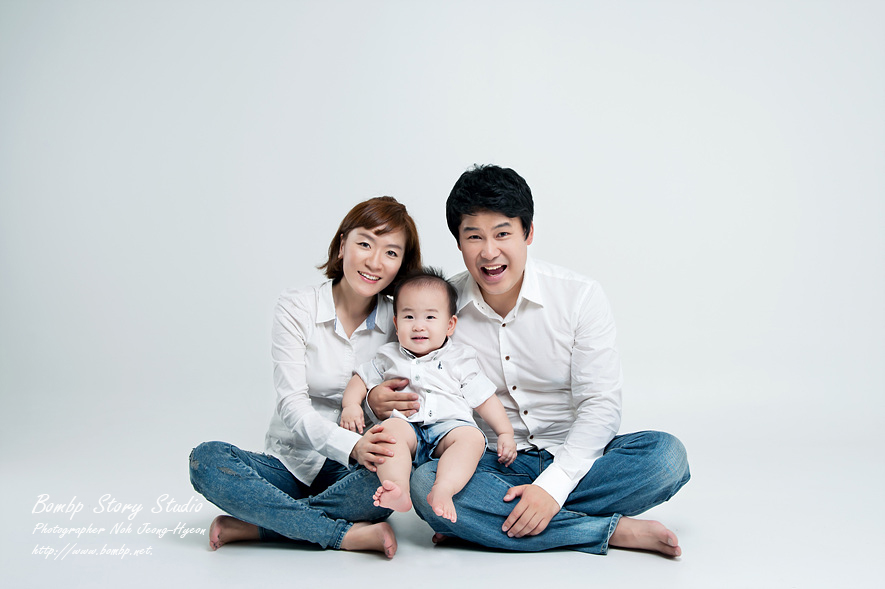 Bombp Story Studio
Photographer Noh Jeong-Hyeon
http://www.bombp.net.